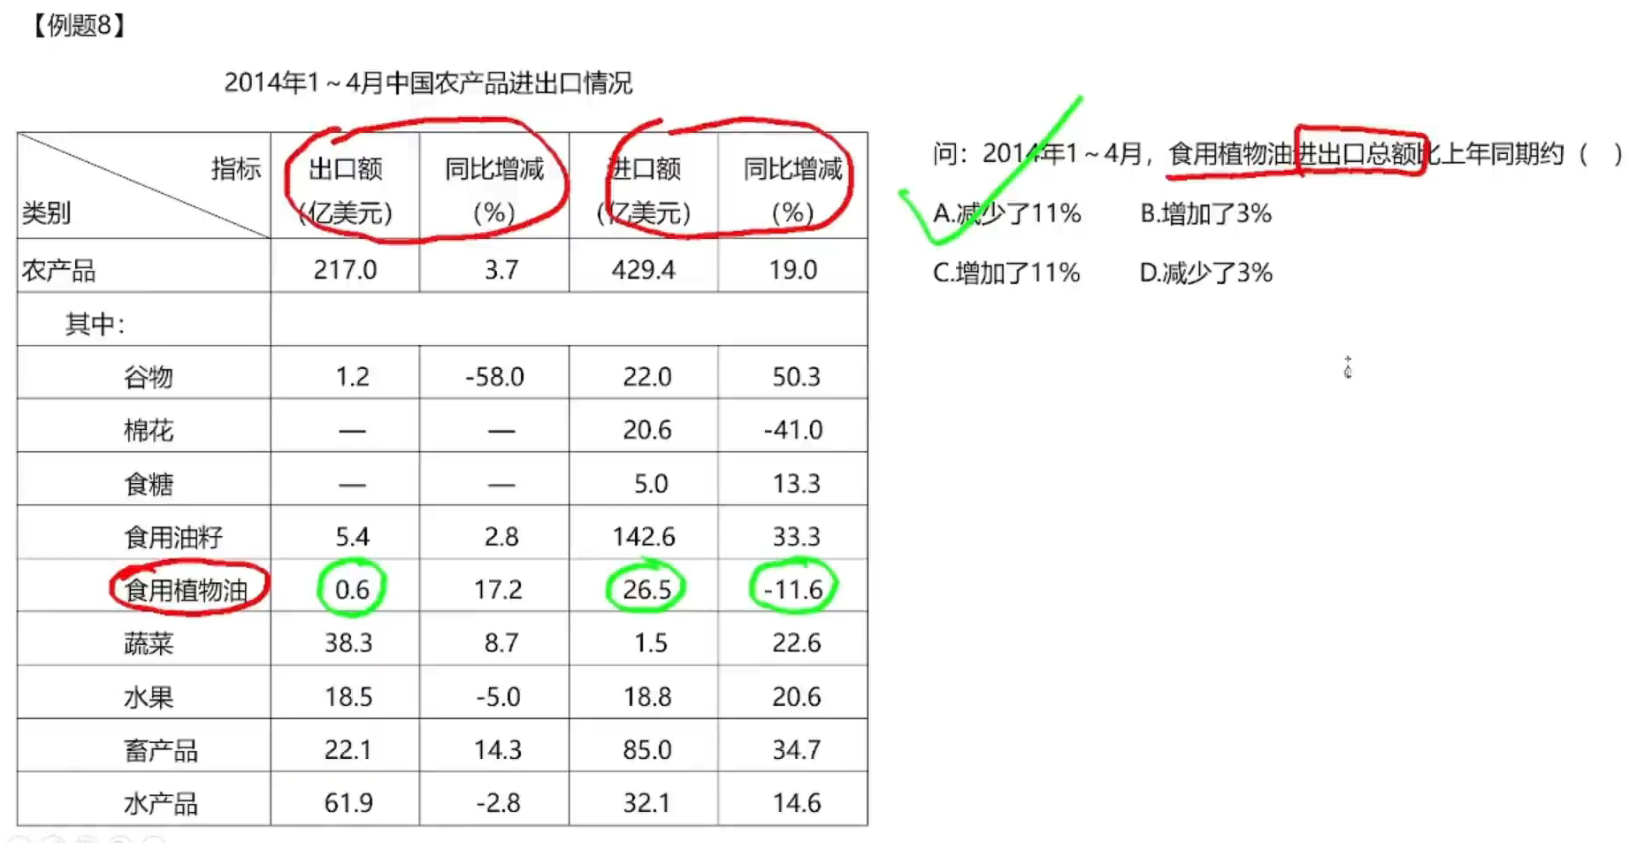 【例题8】
2014年1～4月中国农产品进出口情况
指标 类别 出口额(亿美元) 同比增减(%) 进口额(亿美元) 同比增减(%)
农产品 217.0 3.7 429.4 19.0
其中：
谷物 1.2 -58.0 22.0 50.3
棉花 — — 20.6 -41.0
食糖 — — 5.0 13.3
食用油籽 5.4 2.8 142.6 33.3
食用植物油 0.6 17.2 26.5 -11.6
蔬菜 38.3 8.7 1.5 22.6
水果 18.5 -5.0 18.8 20.6
畜产品 22.1 14.3 85.0 34.7
水产品 61.9 -2.8 32.1 14.6
问：2014年1～4月，食用植物油进出口总额比上年同期约（ ）
A.减少了11% B.增加了3%
C.增加了11% D.减少了3%